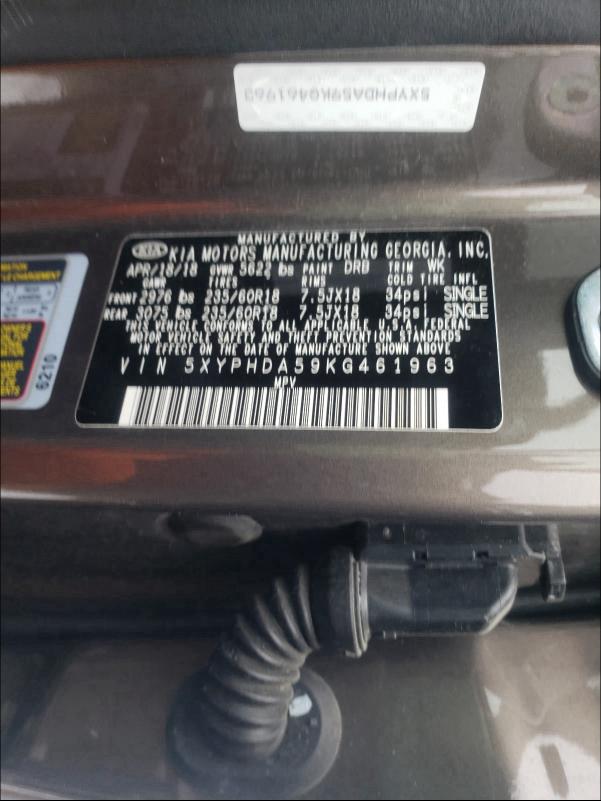 5XYPHDA59KG461963
MANUFACTURED BY
KIA KIA MOTORS MANUFACTURING GEORGIA, INC.
APR/18/18 GVWR 5622 lbs PAINT DRB TRIM WK
GAWR TIRES RIMS COLD TIRE INFL
FRONT 2976 lbs 235/60R18 7.5JX18 34psi SINGLE
REAR 3075 lbs 235/60R18 7.5JX18 34psi SINGLE
THIS VEHICLE CONFORMS TO ALL APPLICABLE U.S.A. FEDERAL
MOTOR VEHICLE SAFETY AND THEFT PREVENTION STANDARDS
IN EFFECT ON THE DATE OF MANUFACTURE SHOWN ABOVE
VIN 5XYPHDA59KG461963
MPV
6210